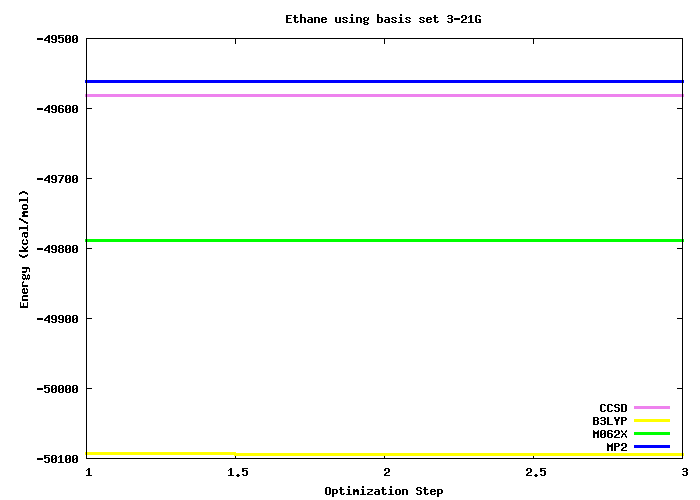 Ethane using basis set 3-21G
-49500
-49600
-49700
-49800
-49900
-50000
-50100
Energy (kcal/mol)
CCSD
B3LYP
M062X
MP2
1 1.5 2 2.5 3
Optimization Step